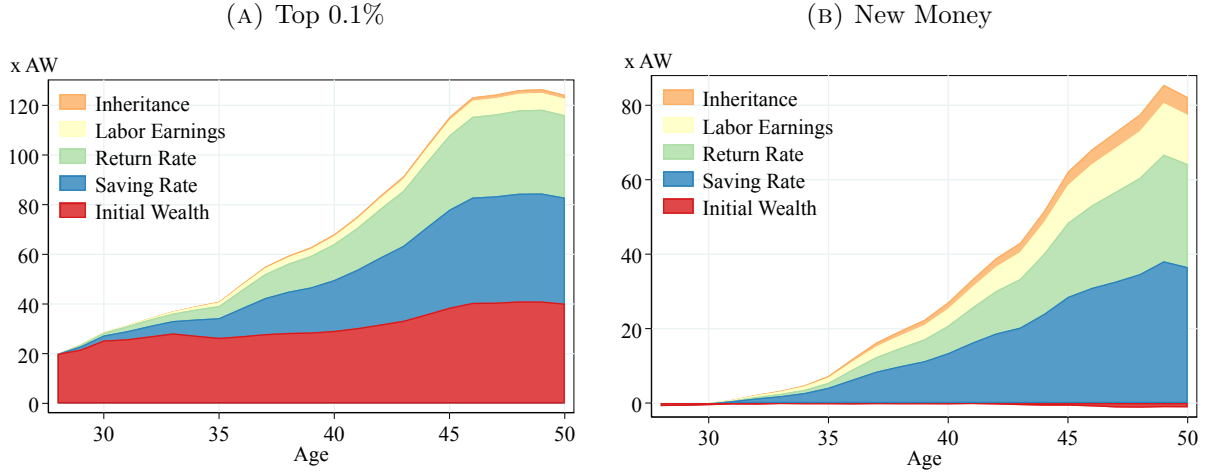 (A) Top 0.1%
x AW
120
100
80
60
40
20
0
Inheritance
Labor Earnings
Return Rate
Saving Rate
Initial Wealth
30 35 40 45 50
Age
(B) New Money
x AW
80
60
40
20
0
Inheritance
Labor Earnings
Return Rate
Saving Rate
Initial Wealth
30 35 40 45 50
Age